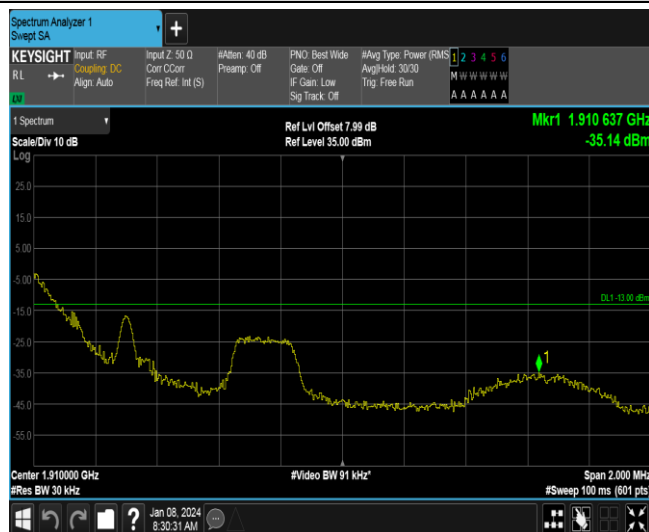 Spectrum Analyzer 1
Swept SA
+
KEYSIGHT
RL
LXI
Input: RF
Coupling: DC
Align: Auto
Input Z: 50 Ω
Corr CCorr
Freq Ref: Int (S)
#Atten: 40 dB
Preamp: Off
PNO: Best Wide
Gate: Off
IF Gain: Low
Sig Track: Off
#Avg Type: Power (RMS
Avg|Hold: 30/30
Trig: Free Run
1 2 3 4 5 6
M W W W W W
A A A A A A
1 Spectrum
Scale/Div 10 dB
Log
Ref Lvl Offset 7.99 dB
Ref Level 35.00 dBm
Mkr1 1.910 637 GHz
-35.14 dBm
25.0
15.0
5.00
-5.00
DL1 -13.00 dBm
-15.0
-25.0
1
-35.0
-45.0
-55.0
Center 1.910000 GHz
#Res BW 30 kHz
#Video BW 91 kHz*
Span 2.000 MHz
#Sweep 100 ms (601 pts)
?
Jan 08, 2024
8:30:31 AM